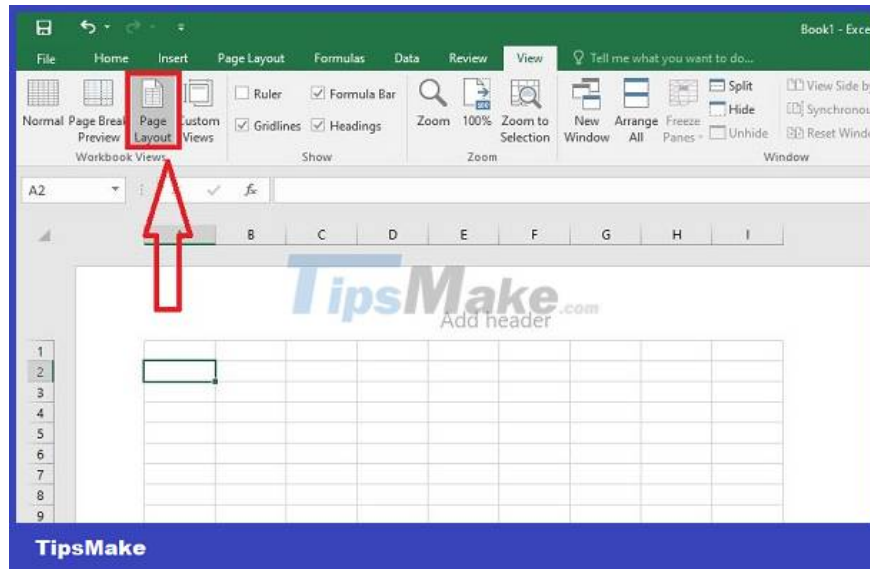 Book1 - Exce
File Home Insert Page Layout Formulas Data Review View Tell me what you want to do...
Normal Page Break Preview Page Layout Custom Views
Workbook Views
Ruler Formula Bar
Gridlines Headings
Show
Zoom 100% Zoom to Selection
Zoom
New Window Arrange All Freeze Panes
Split
Hide
Unhide
View Side b
Synchronou
Reset Wind
Window
A2 fx
A B C D E F G H I
TipsMake.com
Add header
1
2
3
4
5
6
7
8
9
TipsMake